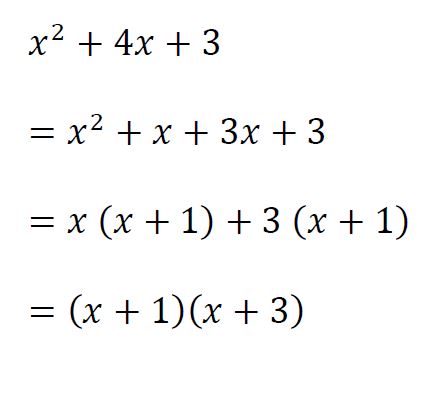 x² + 4x + 3
= x² + x + 3x + 3
= x (x + 1) + 3 (x + 1)
= (x + 1)(x + 3)